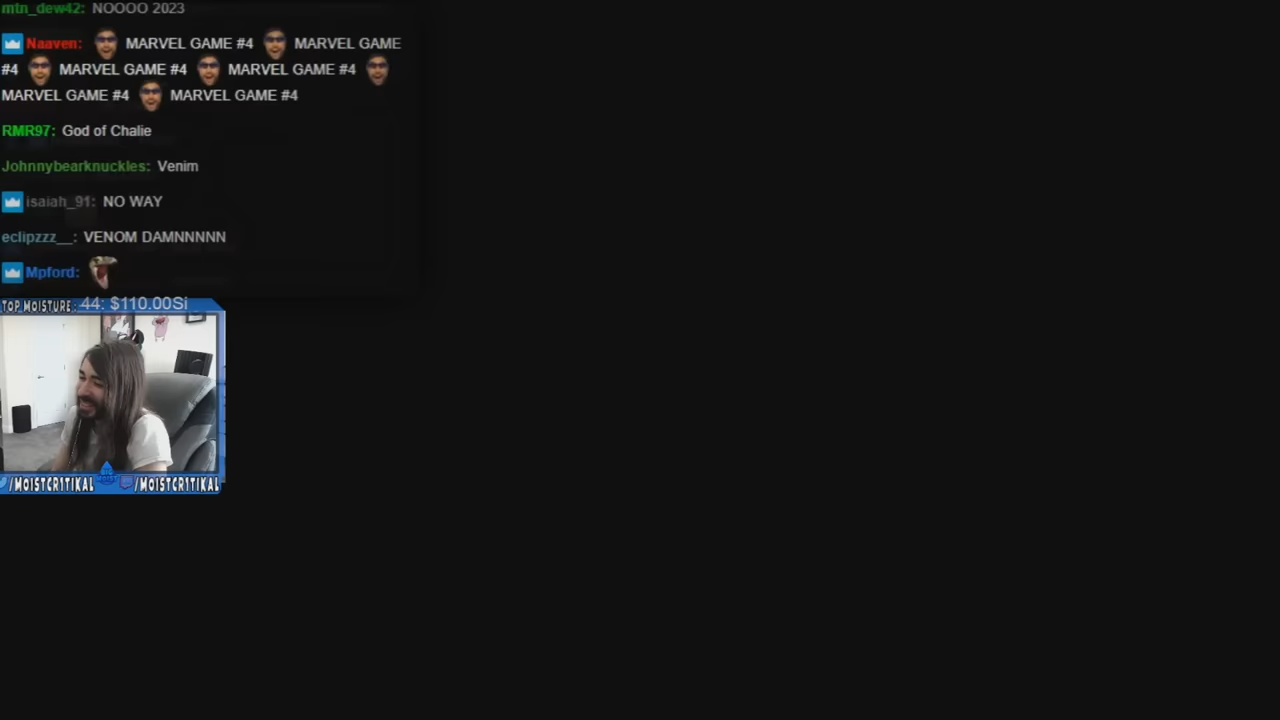 mtn_dew42: NOOOO 2023
Naaven: MARVEL GAME #4 MARVEL GAME
#4 MARVEL GAME #4 MARVEL GAME #4
MARVEL GAME #4 MARVEL GAME #4
RMR97: God of Chalie
Johnnybearknuckles: Venim
isaiah_91: NO WAY
eclipzzz__: VENOM DAMNNNNN
Mpford:
TOP MOISTURE: 44: $110.00Si
/MOISTCR1TIKAL /MOISTCR1TIKAL